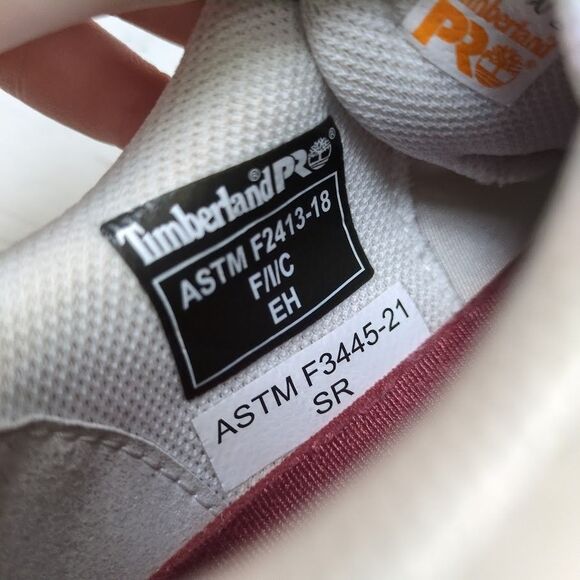 Timberland
PRO
Timberland PRO
ASTM F2413-18
F/I/C
EH
ASTM F3445-21
SR